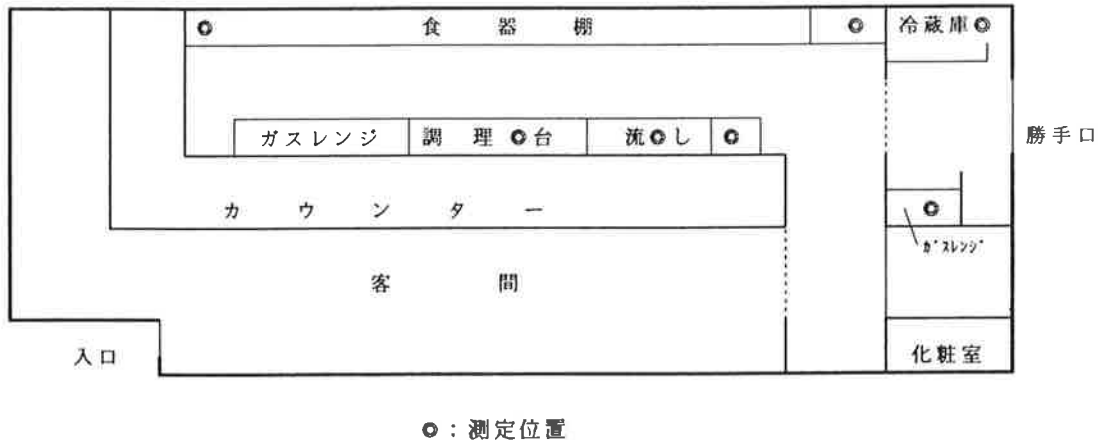 食器棚
冷蔵庫
ガスレンジ
調理台
流し
勝手口
カウンター
ガスレンジ
客間
入口
化粧室
◎：測定位置